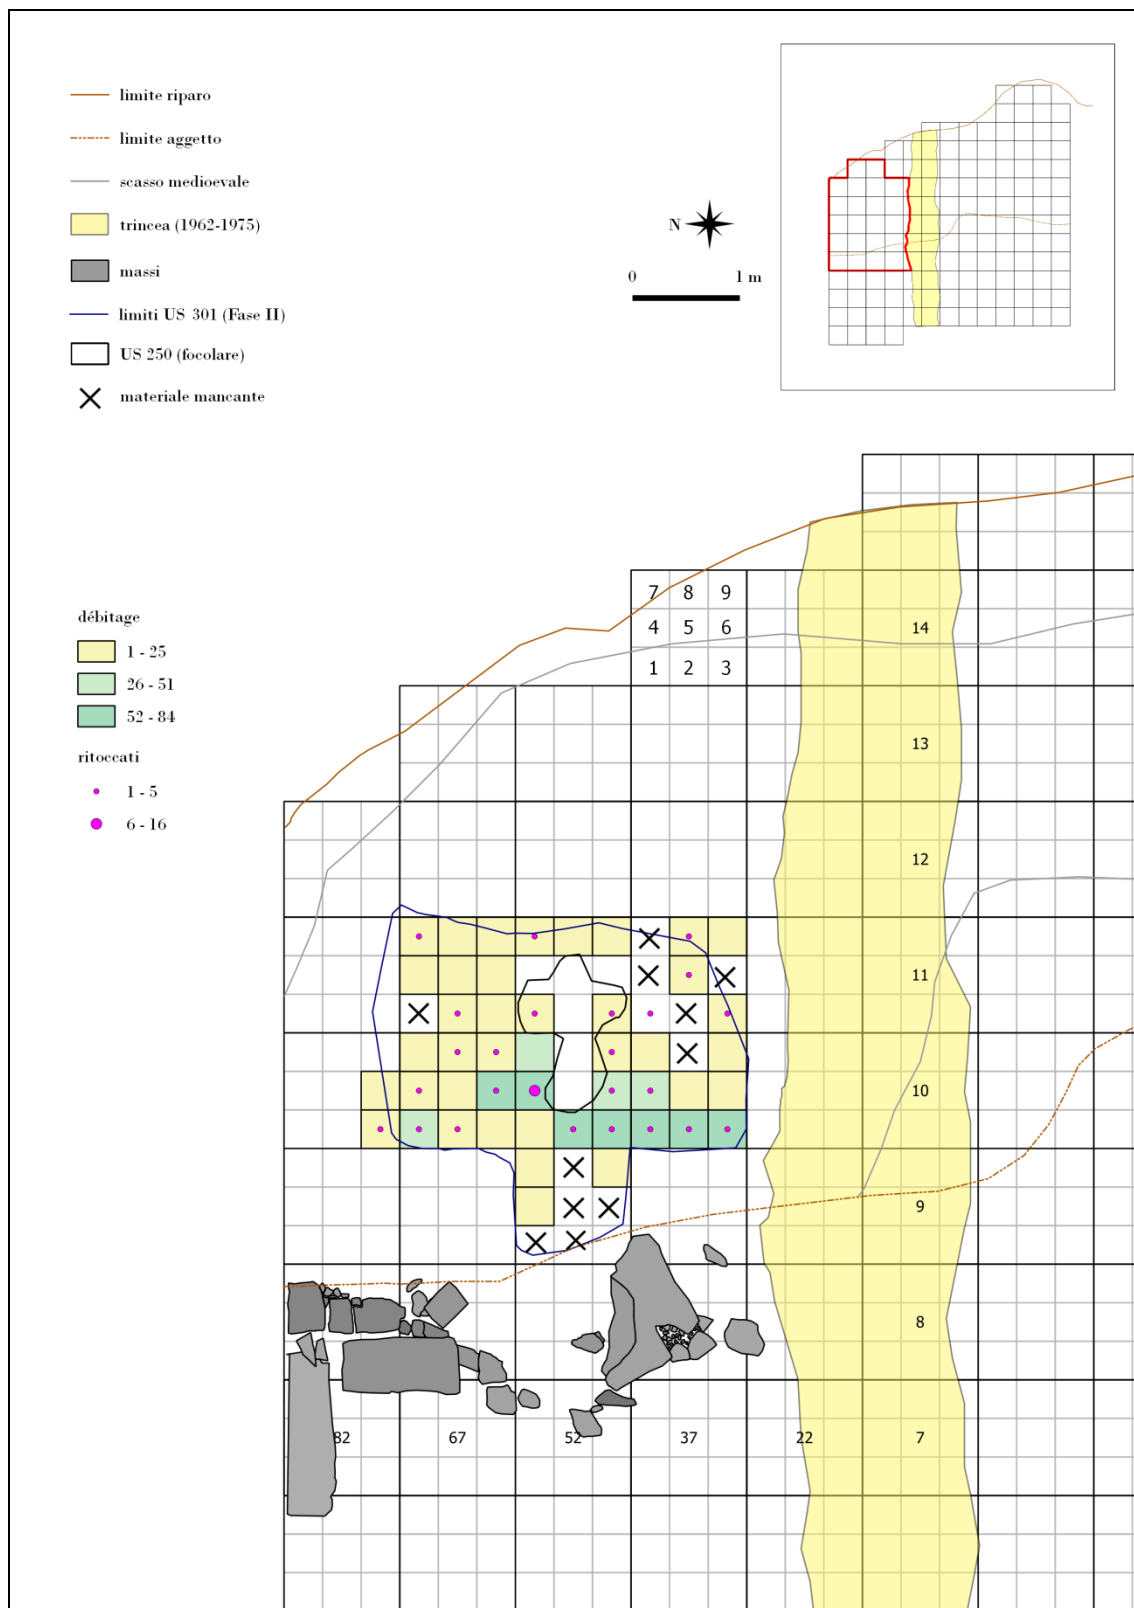 limite riparo
limite aggetto
scasso medioevale
trincea (1962-1975)
massi
limiti US 301 (Fase II)
US 250 (focolare)
materiale mancante
N
0 1 m
débitage
1 - 25
26 - 51
52 - 84
ritoccati
1 - 5
6 - 16
7 8 9
4 5 6
1 2 3
14
13
12
11
10
9
8
82 67 52 37 22 7